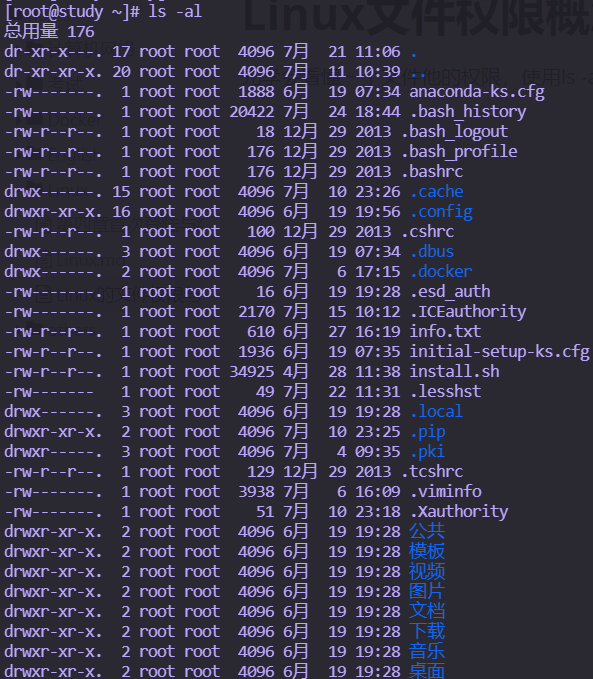 Linux文件权限概
[root@study ~]# ls -al
总用量 176
dr-xr-x---. 17 root root  4096 7月  21 11:06 .
dr-xr-xr-x. 20 root root  4096 7月  11 10:39 ..
-rw-------.  1 root root  1888 6月  19 07:34 anaconda-ks.cfg
-rw-------.  1 root root 20422 7月  24 18:44 .bash_history
-rw-r--r--.  1 root root    18 12月 29 2013 .bash_logout
-rw-r--r--.  1 root root   176 12月 29 2013 .bash_profile
-rw-r--r--.  1 root root   176 12月 29 2013 .bashrc
drwx------. 15 root root  4096 7月  10 23:26 .cache
drwxr-xr-x. 16 root root  4096 6月  19 19:56 .config
-rw-r--r--.  1 root root   100 12月 29 2013 .cshrc
drwx------.  3 root root  4096 6月  19 07:34 .dbus
drwx------.  2 root root  4096 7月   6 17:15 .docker
-rw-------.  1 root root    16 6月  19 19:28 .esd_auth
-rw-------.  1 root root  2170 7月  15 10:12 .ICEauthority
-rw-r--r--.  1 root root   610 6月  27 16:19 info.txt
-rw-r--r--.  1 root root  1936 6月  19 07:35 initial-setup-ks.cfg
-rw-r--r--.  1 root root 34925 4月  28 11:38 install.sh
-rw-------   1 root root    49 7月  22 11:31 .lesshst
drwx------.  3 root root  4096 6月  19 19:28 .local
drwxr-xr-x.  2 root root  4096 7月  10 23:25 .pip
drwxr-----.  3 root root  4096 7月   4 09:35 .pki
-rw-r--r--.  1 root root   129 12月 29 2013 .tcshrc
-rw-------.  1 root root  3938 7月   6 16:09 .viminfo
-rw-------.  1 root root    51 7月  10 23:18 .Xauthority
drwxr-xr-x.  2 root root  4096 6月  19 19:28 公共
drwxr-xr-x.  2 root root  4096 6月  19 19:28 模板
drwxr-xr-x.  2 root root  4096 6月  19 19:28 视频
drwxr-xr-x.  2 root root  4096 6月  19 19:28 图片
drwxr-xr-x.  2 root root  4096 6月  19 19:28 文档
drwxr-xr-x.  2 root root  4096 6月  19 19:28 下载
drwxr-xr-x.  2 root root  4096 6月  19 19:28 音乐
drwxr-xr-x.  2 root root  4096 6月  19 19:28 桌面